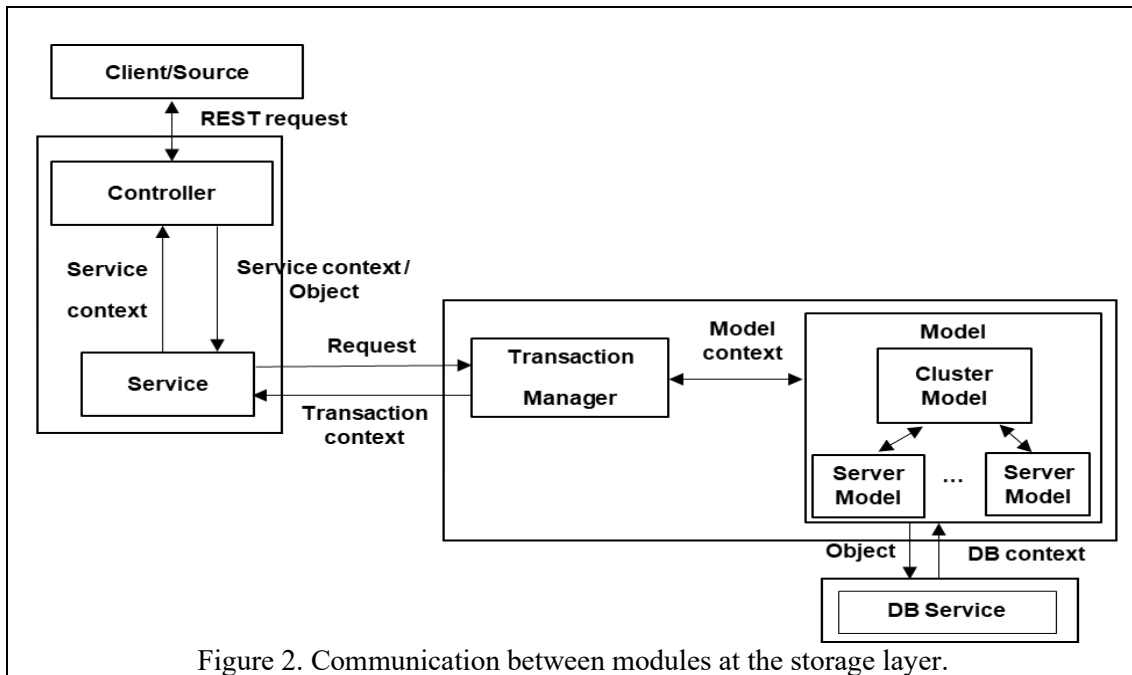 Client/Source
REST request
Controller
Service
context
Service context /
Object
Service
Request
Transaction
context
Transaction
Manager
Model
context
Model
Cluster
Model
Server
Model
...
Server
Model
Object
DB context
DB Service
Figure 2. Communication between modules at the storage layer.